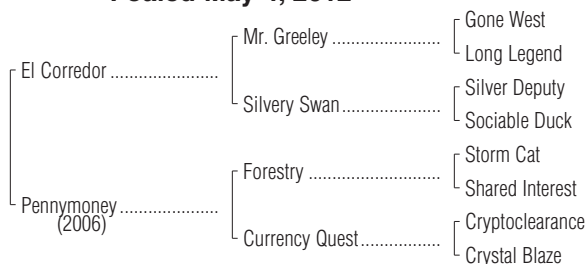 Foaled May 4, 2012
Gone West
Mr. Greeley
Long Legend
El Corredor
Silver Deputy
Silvery Swan
Sociable Duck
Storm Cat
Forestry
Shared Interest
Pennymoney
(2006)
Cryptoclearance
Currency Quest
Crystal Blaze